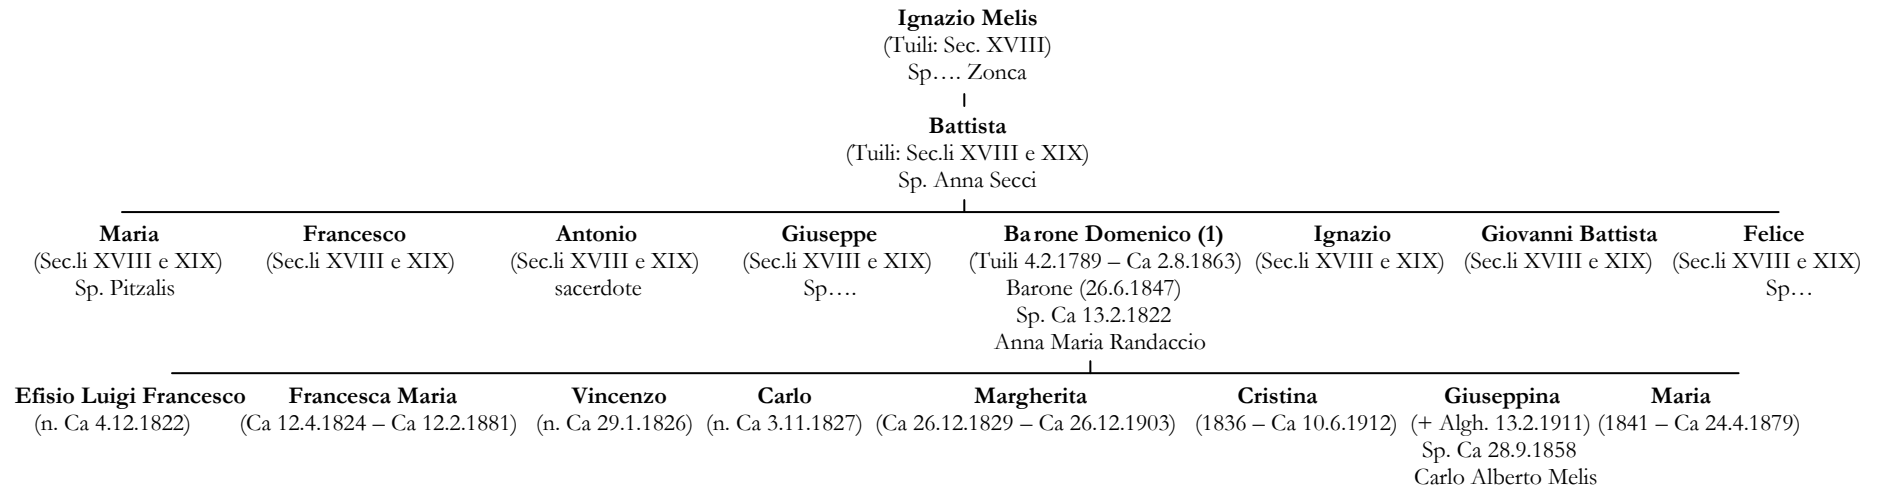 Ignazio Melis
(Tuili: Sec. XVIII)
Sp…. Zonca
Battista
(Tuili: Sec.li XVIII e XIX)
Sp. Anna Secci
Maria Francesco Antonio Giuseppe Barone Domenico (1) Ignazio Giovanni Battista Felice
(Sec.li XVIII e XIX) (Sec.li XVIII e XIX) (Sec.li XVIII e XIX) (Sec.li XVIII e XIX) (Tuili 4.2.1789 – Ca 2.8.1863) (Sec.li XVIII e XIX) (Sec.li XVIII e XIX) (Sec.li XVIII e XIX)
Sp. Pitzalis sacerdote Sp…. Barone (26.6.1847) Sp…
Sp. Ca 13.2.1822
Anna Maria Randaccio
Efisio Luigi Francesco Francesca Maria Vincenzo Carlo Margherita Cristina Giuseppina Maria
(n. Ca 4.12.1822) (Ca 12.4.1824 – Ca 12.2.1881) (n. Ca 29.1.1826) (n. Ca 3.11.1827) (Ca 26.12.1829 – Ca 26.12.1903) (1836 – Ca 10.6.1912) (+ Algh. 13.2.1911) (1841 – Ca 24.4.1879)
Sp. Ca 28.9.1858
Carlo Alberto Melis